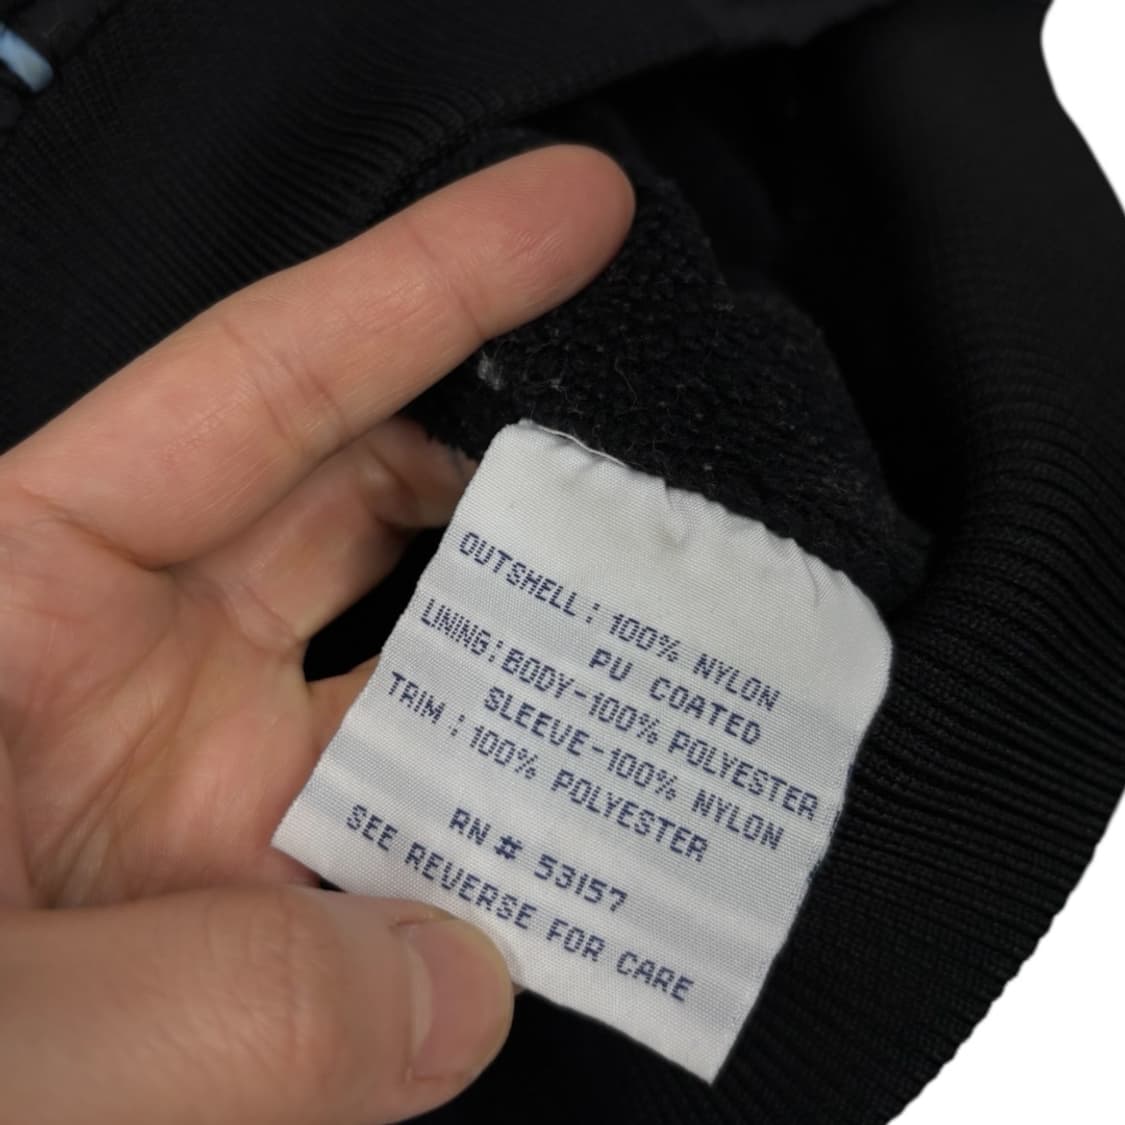 OUTSHELL : 100% NYLON
PU COATED
LINING : BODY-100% POLYESTER
SLEEVE-100% NYLON
TRIM : 100% POLYESTER
RN # 53157
SEE REVERSE FOR CARE